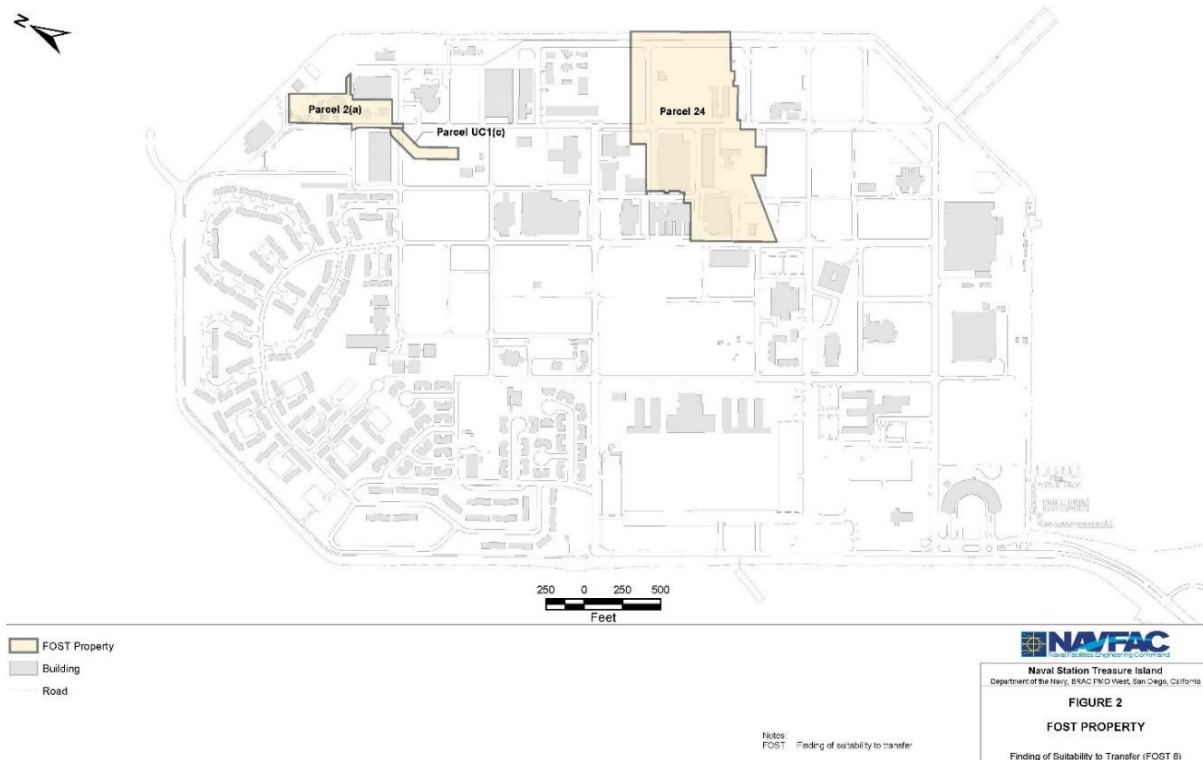 N
Parcel 2(a)
Parcel UC1(c)
Parcel 24
250 0 250 500
Feet
FOST Property
Building
Road
NAVFAC
Naval Facilities Engineering Command
Naval Station Treasure Island
Department of the Navy, BRAC PMO West, San Diego, California
FIGURE 2
FOST PROPERTY
Finding of Suitability to Transfer (FOST 8)
Notes:
FOST Finding of suitability to transfer